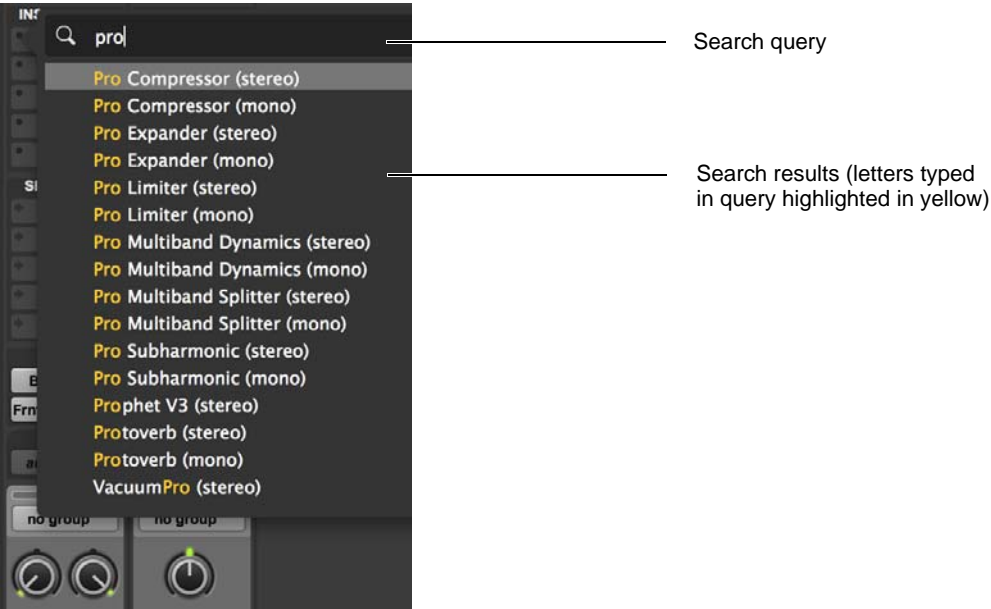 INS
pro
Search query
Pro Compressor (stereo)
Pro Compressor (mono)
Pro Expander (stereo)
Pro Expander (mono)
Search results (letters typed
in query highlighted in yellow)
Pro Limiter (stereo)
Pro Limiter (mono)
Pro Multiband Dynamics (stereo)
Pro Multiband Dynamics (mono)
Pro Multiband Splitter (stereo)
Pro Multiband Splitter (mono)
Pro Subharmonic (stereo)
Pro Subharmonic (mono)
Prophet V3 (stereo)
Protoverb (stereo)
Protoverb (mono)
VacuumPro (stereo)
no group
no group